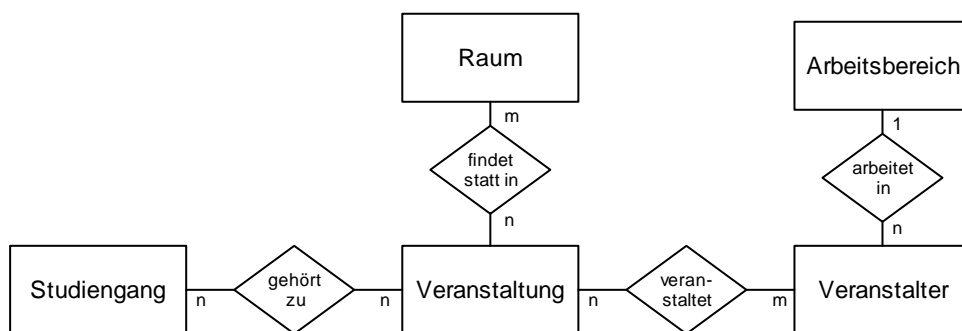 Raum
Arbeitsbereich
m
1
findet
statt in
arbeitet
in
n
n
Studiengang
n
gehört
zu
n
Veranstaltung
n
veran-
staltet
m
Veranstalter